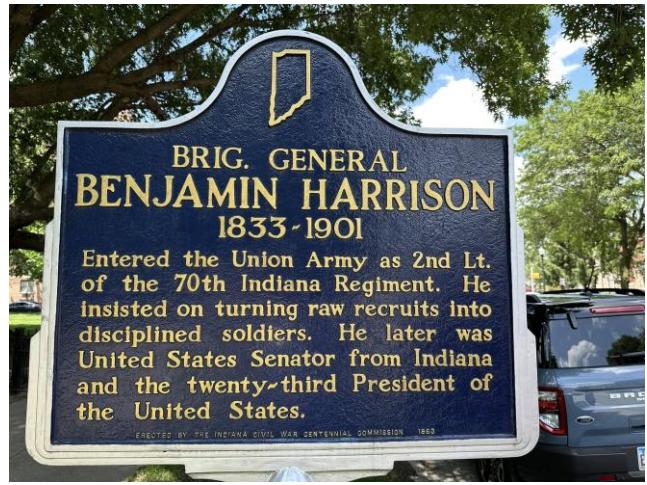 BRIG. GENERAL
BENJAMIN HARRISON
1833-1901
Entered the Union Army as 2nd Lt.
of the 70th Indiana Regiment. He
insisted on turning raw recruits into
disciplined soldiers. He later was
United States Senator from Indiana
and the twenty-third President of
the United States.
ERECTED BY THE INDIANA CIVIL WAR CENTENNIAL COMMISSION 1963